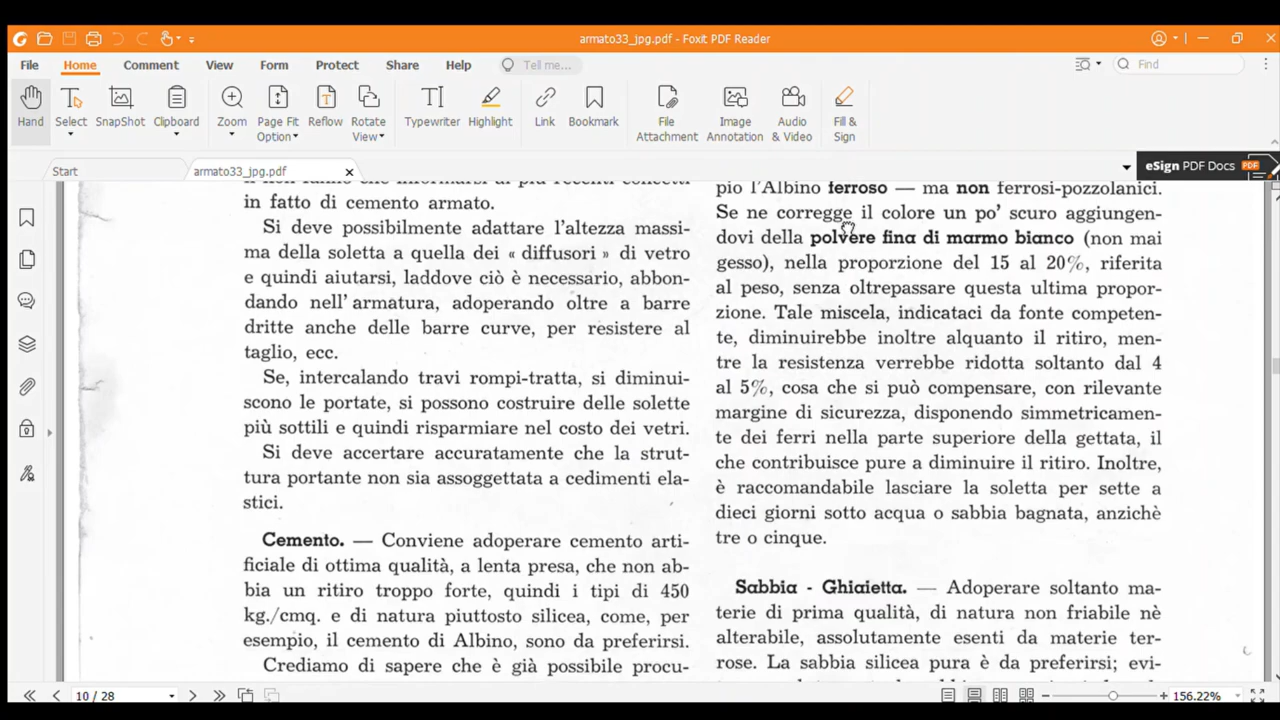 armato33_jpg.pdf - Foxit PDF Reader
File Home Comment View Form Protect Share Help Tell me... Find
Hand
Select
SnapShot
Clipboard
Zoom
Page Fit
Option
Reflow
Rotate
View
Typewriter
Highlight
Link
Bookmark
File
Attachment
Image
Annotation
Audio
& Video
Fill &
Sign
Start
armato33_jpg.pdf
eSign PDF Docs
PDF
in fatto di cemento armato.
Si deve possibilmente adattare l'altezza massi-
ma della soletta a quella dei « diffusori » di vetro
e quindi aiutarsi, laddove ciò è necessario, abbon-
dando nell'armatura, adoperando oltre a barre
dritte anche delle barre curve, per resistere al
taglio, ecc.
Se, intercalando travi rompi-tratta, si diminui-
scono le portate, si possono costruire delle solette
più sottili e quindi risparmiare nel costo dei vetri.
Si deve accertare accuratamente che la strut-
tura portante non sia assoggettata a cedimenti ela-
stici.
Cemento. — Conviene adoperare cemento arti-
ficiale di ottima qualità, a lenta presa, che non ab-
bia un ritiro troppo forte, quindi i tipi di 450
kg./cmq. e di natura piuttosto silicea, come, per
esempio, il cemento di Albino, sono da preferirsi.
Crediamo di sapere che è già possibile procu-
pio l'Albino ferroso — ma non ferrosi-pozzolanici.
Se ne corregge il colore un po' scuro aggiungen-
dovi della polvere fina di marmo bianco (non mai
gesso), nella proporzione del 15 al 20%, riferita
al peso, senza oltrepassare questa ultima propor-
zione. Tale miscela, indicataci da fonte competen-
te, diminuirebbe inoltre alquanto il ritiro, men-
tre la resistenza verrebbe ridotta soltanto dal 4
al 5%, cosa che si può compensare, con rilevante
margine di sicurezza, disponendo simmetricamen-
te dei ferri nella parte superiore della gettata, il
che contribuisce pure a diminuire il ritiro. Inoltre,
è raccomandabile lasciare la soletta per sette a
dieci giorni sotto acqua o sabbia bagnata, anzichè
tre o cinque.
Sabbia - Ghiaietta. — Adoperare soltanto ma-
terie di prima qualità, di natura non friabile nè
alterabile, assolutamente esenti da materie ter-
rose. La sabbia silicea pura è da preferirsi; evi-
10 / 28
156.22%